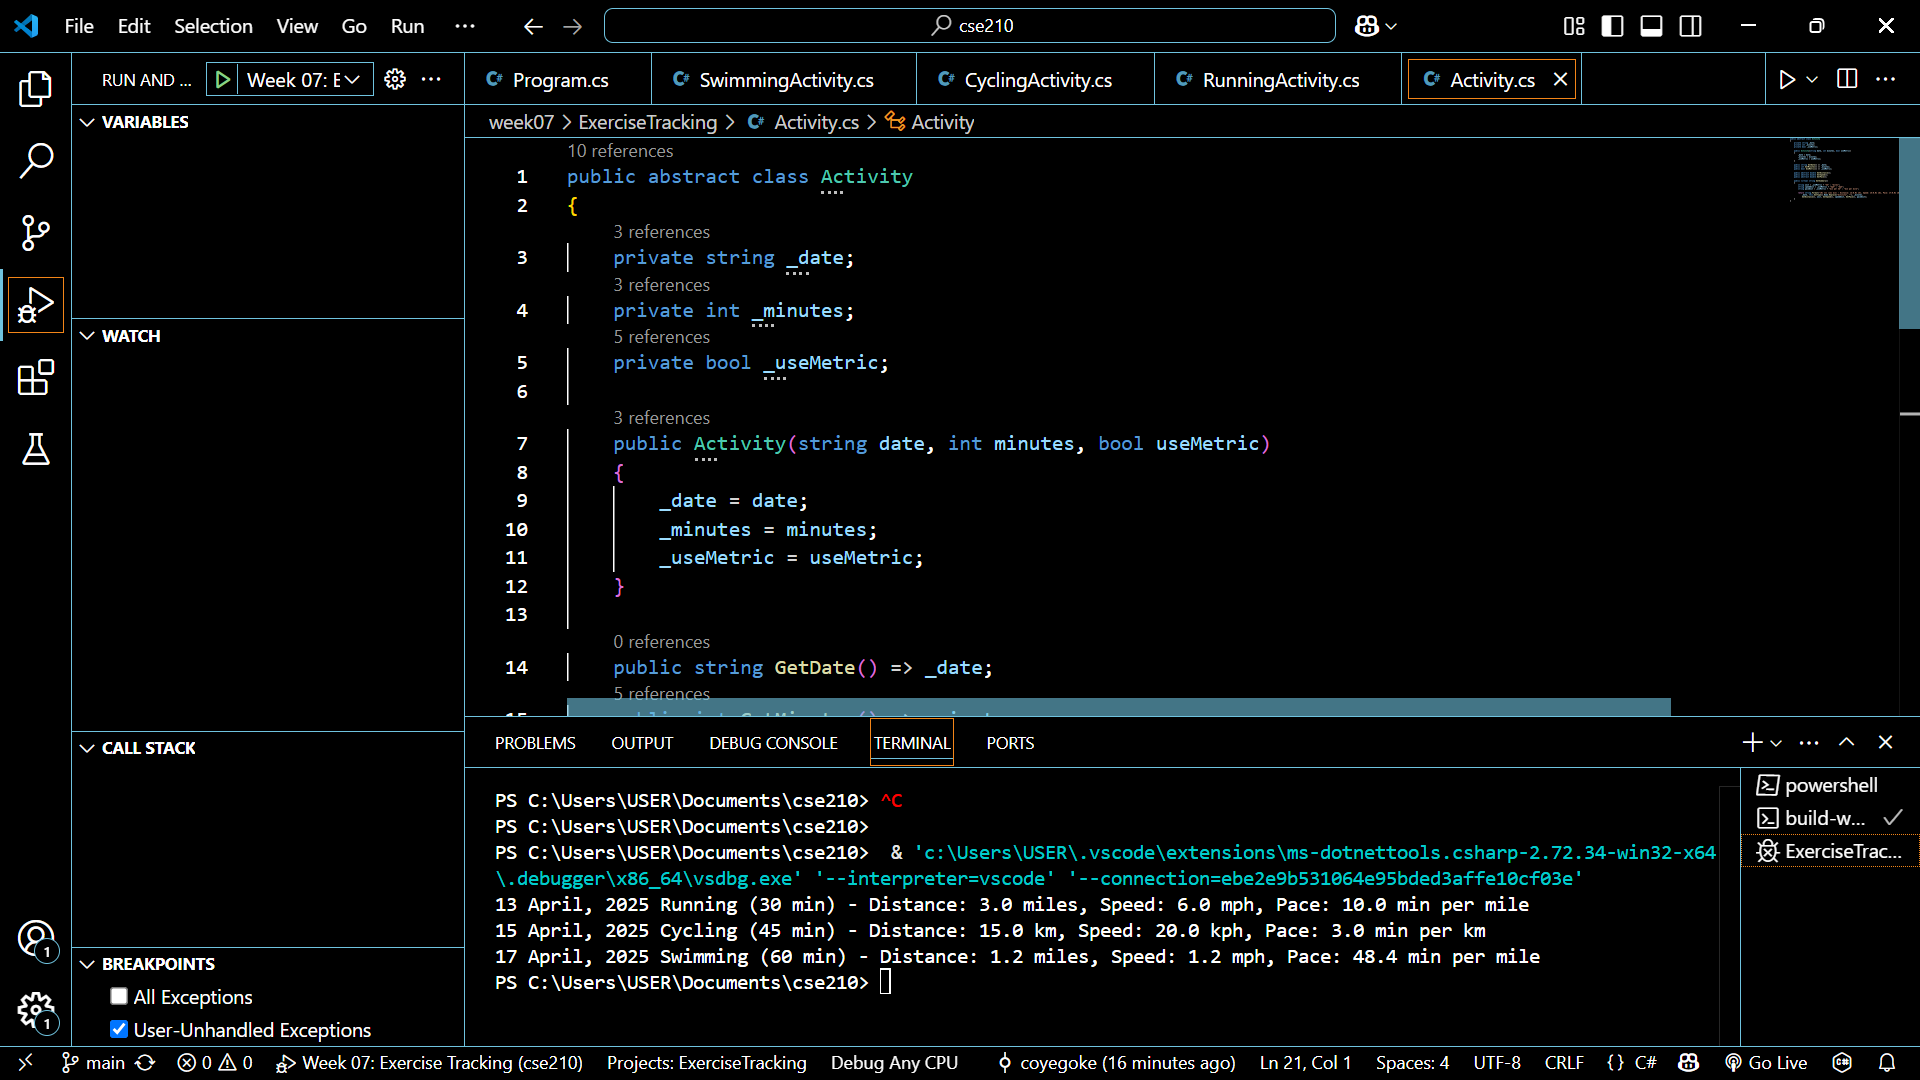 File Edit Selection View Go Run ··· cse210
RUN AND ... Week 07: E
Program.cs SwimmingActivity.cs CyclingActivity.cs RunningActivity.cs Activity.cs
week07 > ExerciseTracking > Activity.cs > Activity
VARIABLES
WATCH
CALL STACK
BREAKPOINTS
All Exceptions
User-Unhandled Exceptions
1
1
10 references
1 public abstract class Activity
2 {
3 references
3 private string _date;
3 references
4 private int _minutes;
5 references
5 private bool _useMetric;
6
3 references
7 public Activity(string date, int minutes, bool useMetric)
8 {
9 _date = date;
10 _minutes = minutes;
11 _useMetric = useMetric;
12 }
13
0 references
14 public string GetDate() => _date;
5 references
PROBLEMS OUTPUT DEBUG CONSOLE TERMINAL PORTS
PS C:\Users\USER\Documents\cse210> ^C
PS C:\Users\USER\Documents\cse210>
PS C:\Users\USER\Documents\cse210> & 'c:\Users\USER\.vscode\extensions\ms-dotnettools.csharp-2.72.34-win32-x64
\.debugger\x86_64\vsdbg.exe' '--interpreter=vscode' '--connection=ebe2e9b531064e95bded3affe10cf03e'
13 April, 2025 Running (30 min) - Distance: 3.0 miles, Speed: 6.0 mph, Pace: 10.0 min per mile
15 April, 2025 Cycling (45 min) - Distance: 15.0 km, Speed: 20.0 kph, Pace: 3.0 min per km
17 April, 2025 Swimming (60 min) - Distance: 1.2 miles, Speed: 1.2 mph, Pace: 48.4 min per mile
PS C:\Users\USER\Documents\cse210>
powershell
build-w...
ExerciseTrac...
main 0 0 Week 07: Exercise Tracking (cse210) Projects: ExerciseTracking Debug Any CPU coyegoke (16 minutes ago) Ln 21, Col 1 Spaces: 4 UTF-8 CRLF {} C# Go Live